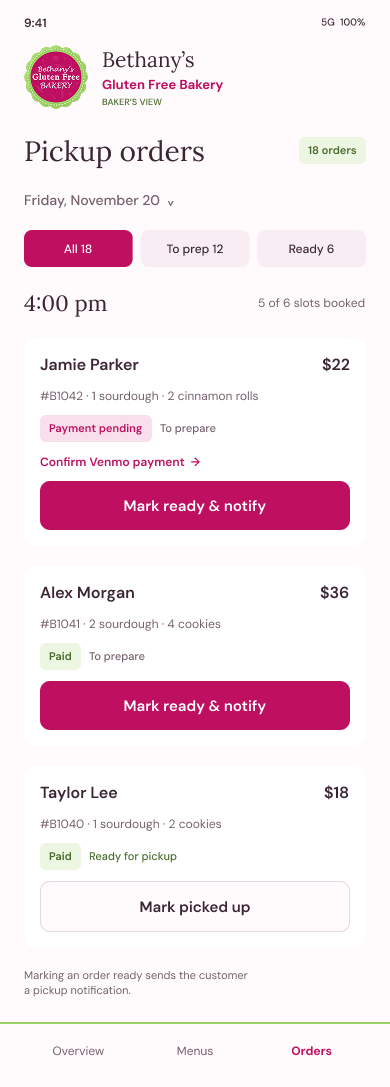 9:41
5G 100%
Bethany's
Gluten Free
BAKERY
Bethany's
Gluten Free Bakery
BAKER'S VIEW
Pickup orders
18 orders
Friday, November 20
All 18
To prep 12
Ready 6
4:00 pm
5 of 6 slots booked
Jamie Parker
$22
#B1042 · 1 sourdough · 2 cinnamon rolls
Payment pending
To prepare
Confirm Venmo payment →
Mark ready & notify
Alex Morgan
$36
#B1041 · 2 sourdough · 4 cookies
Paid
To prepare
Mark ready & notify
Taylor Lee
$18
#B1040 · 1 sourdough · 2 cookies
Paid
Ready for pickup
Mark picked up
Marking an order ready sends the customer
a pickup notification.
Overview
Menus
Orders